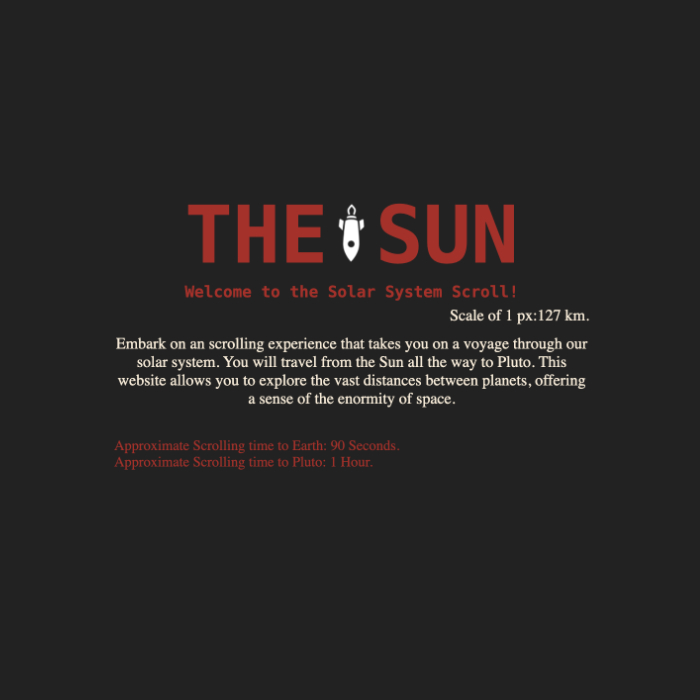 THE SUN
Welcome to the Solar System Scroll!
Scale of 1 px:127 km.
Embark on an scrolling experience that takes you on a voyage through our
solar system. You will travel from the Sun all the way to Pluto. This
website allows you to explore the vast distances between planets, offering
a sense of the enormity of space.
Approximate Scrolling time to Earth: 90 Seconds.
Approximate Scrolling time to Pluto: 1 Hour.